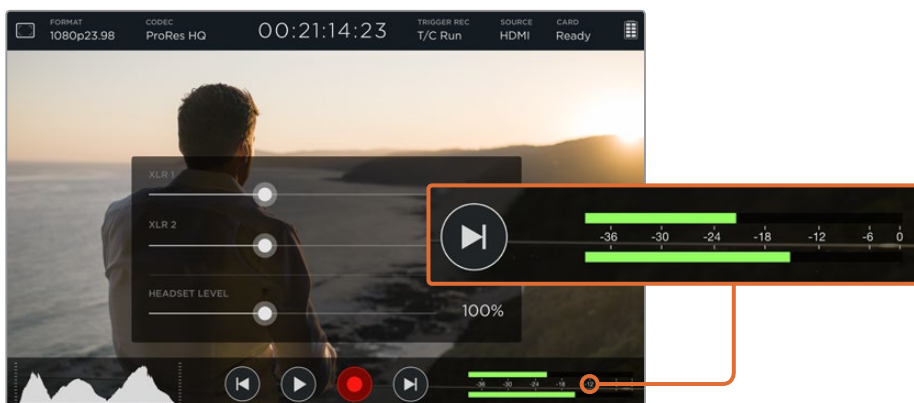 FORMAT CODEC TRIGGER REC SOURCE CARD
1080p23.98 ProRes HQ 00:21:14:23 T/C Run HDMI Ready
XLR 1
XLR 2
HEADSET LEVEL
100%
-36 -30 -24 -18 -12 -6 0
-36 -30 -24 -18 -12